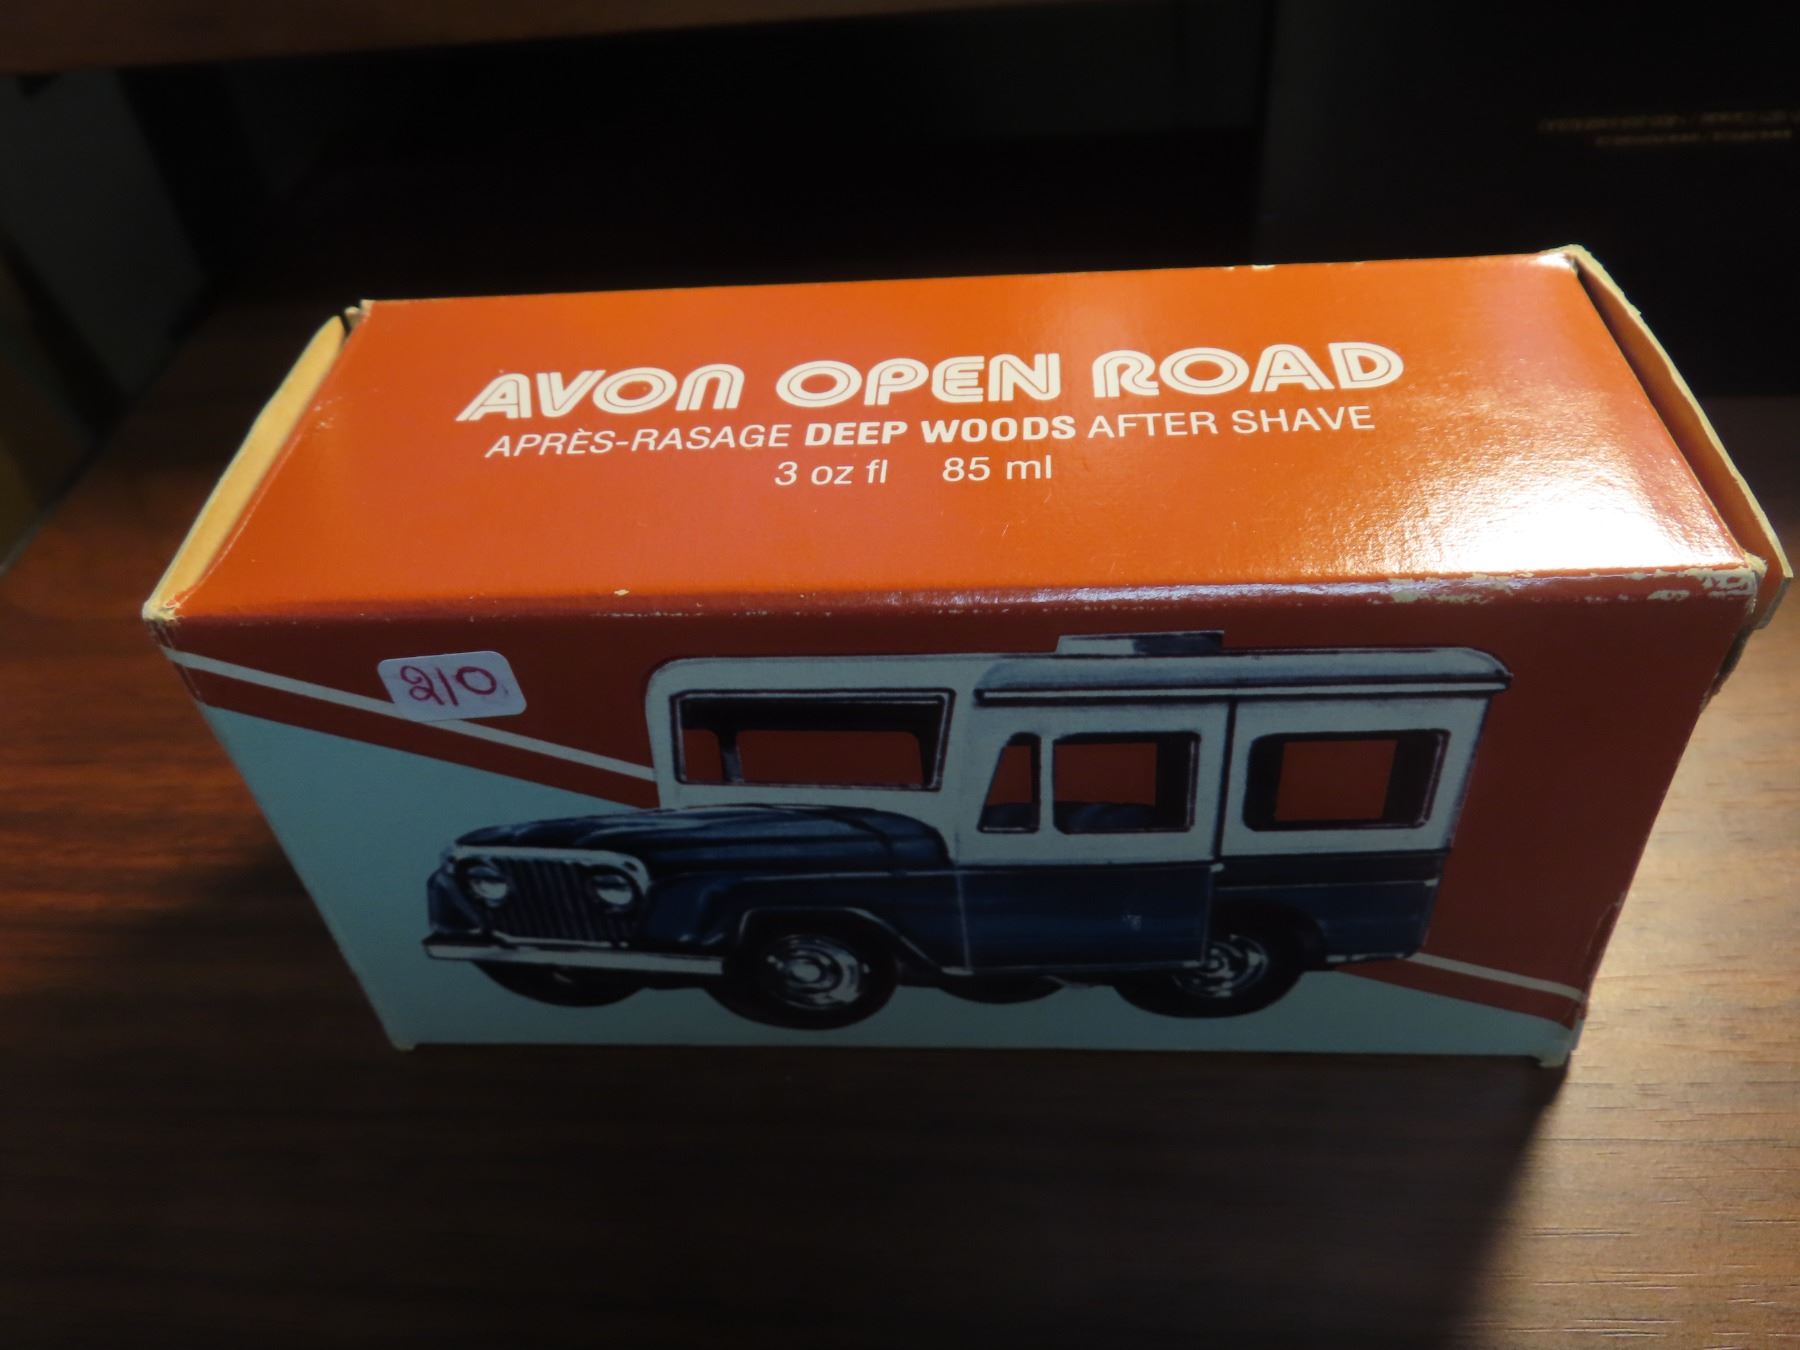 AVON OPEN ROAD
APRÈS-RASAGE DEEP WOODS AFTER SHAVE
3 oz fl 85 ml
210